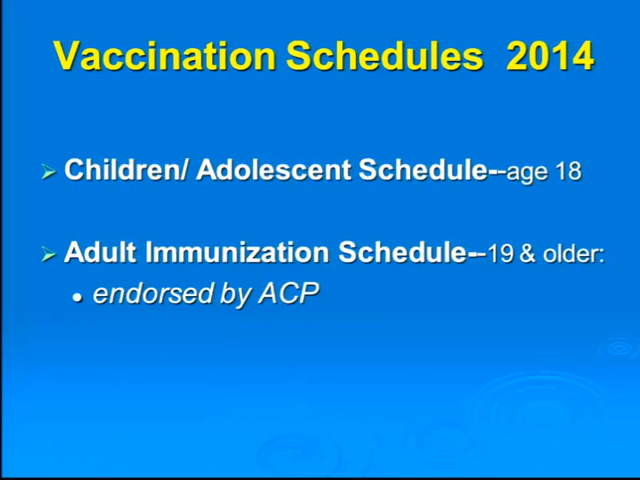 Vaccination Schedules 2014
Children/ Adolescent Schedule--age 18
Adult Immunization Schedule--19 & older:
endorsed by ACP